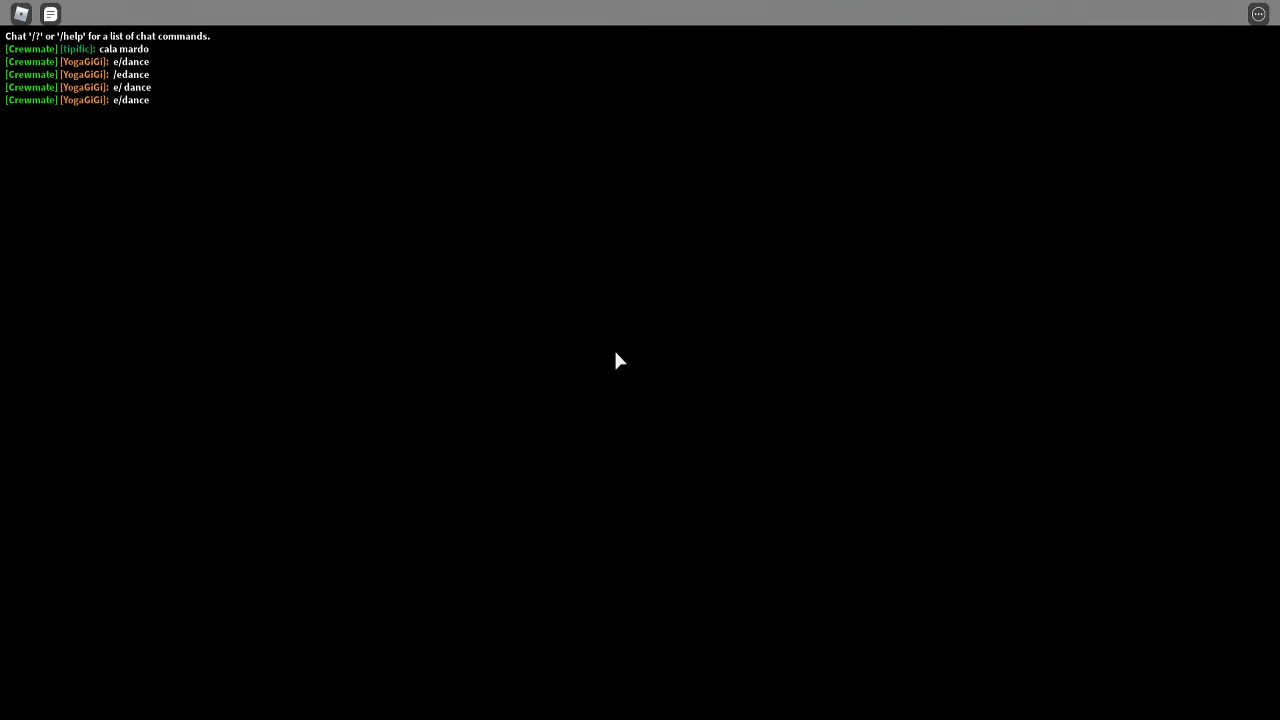 Chat '/?' or '/help' for a list of chat commands.
[Crewmate] [tipific]: cala mardo
[Crewmate] [YogaGiGi]: e/dance
[Crewmate] [YogaGiGi]: /edance
[Crewmate] [YogaGiGi]: e/ dance
[Crewmate] [YogaGiGi]: e/dance